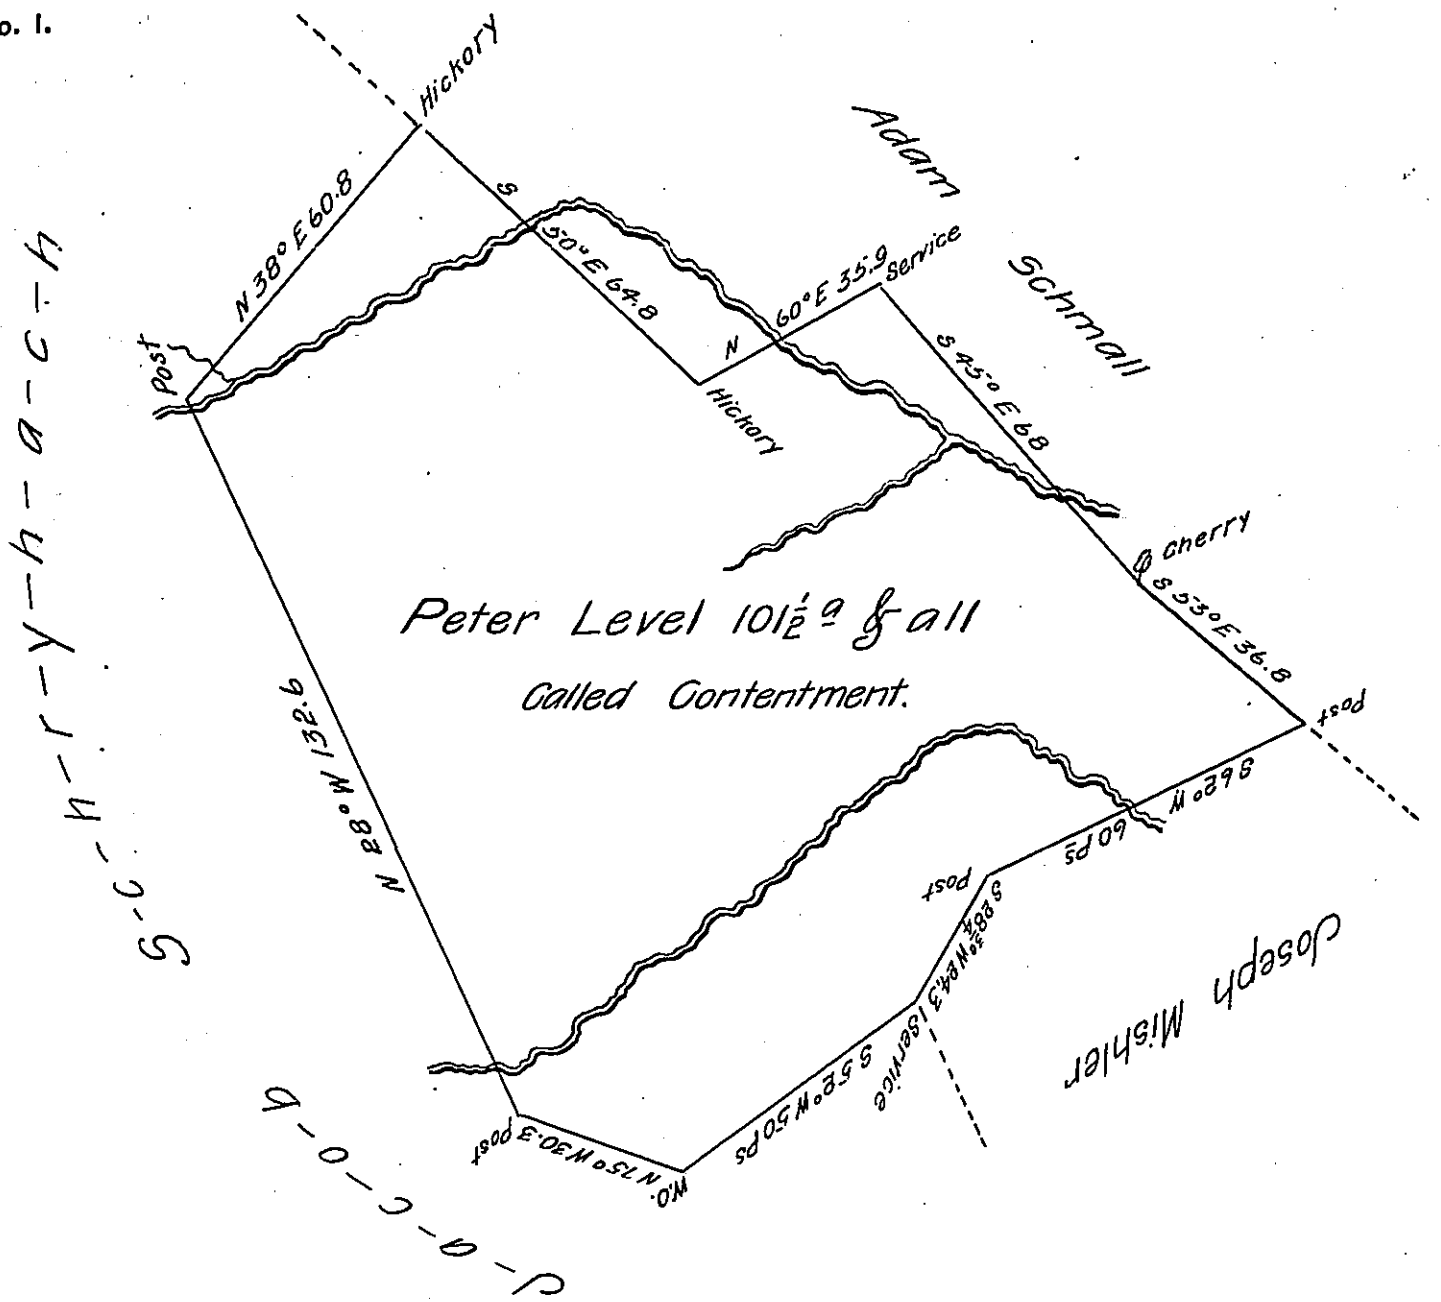 o. 1.
Hickory
Adam
Schmall
N 38° E 60.8
S
50° E 64.8
N
60° E 35.9
Service
Hickory
S 45° E 68
Post
Cherry
S 53° E 36.8
Post
Peter Level 101½ a & all
Called Contentment.
N 28° W 132.6
S 62° W
60 Ps
Post
S 28¾° W 24.3
Service
S 52° W 50 Ps
W.O.
N 75° W 30.3
Post
Joseph Mishler
J-a-c-o-b
S-c-h-r-y-h-a-c-h